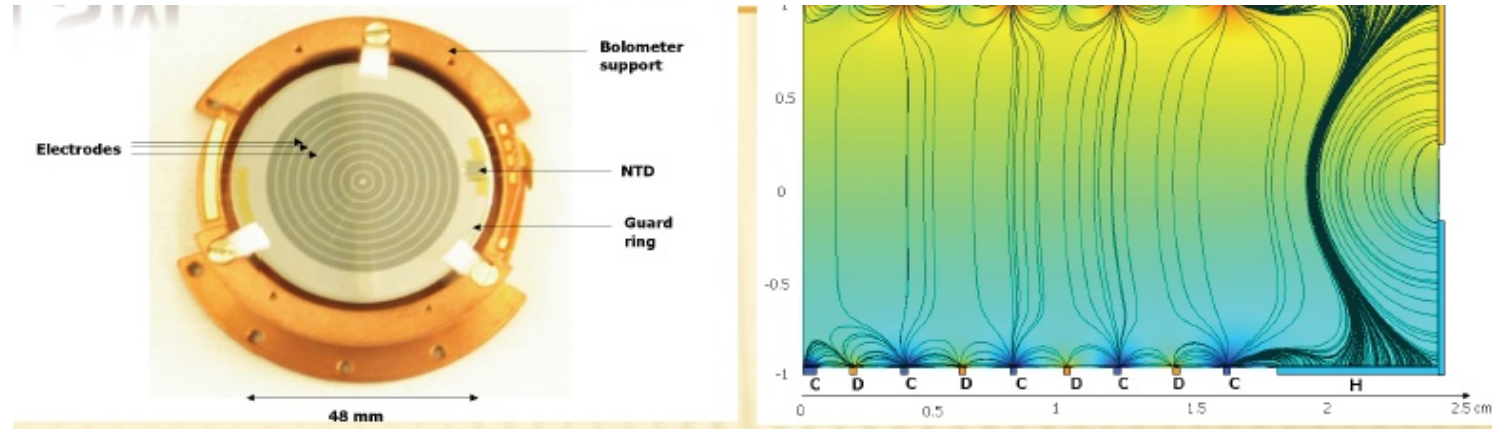 Bolometer
support
Electrodes
NTD
Guard
ring
48 mm
1
0.5
0
-0.5
-1
C D C D C D C D C H
0 0.5 1 1.5 2 2.5 cm